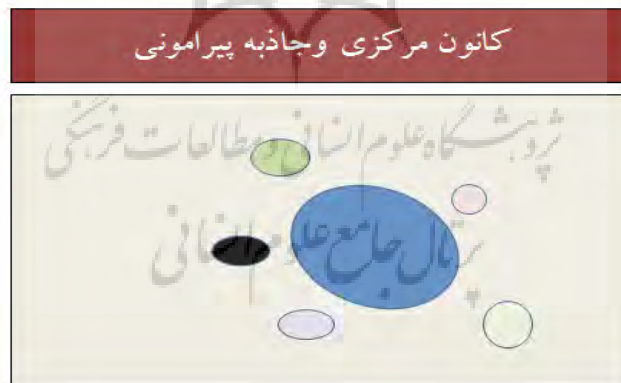 کانون مرکزی وجاذبه پیرامونی
پژوهشگاه علوم انسانی و مطالعات فرهنگی
پرتال جامع علوم انسانی